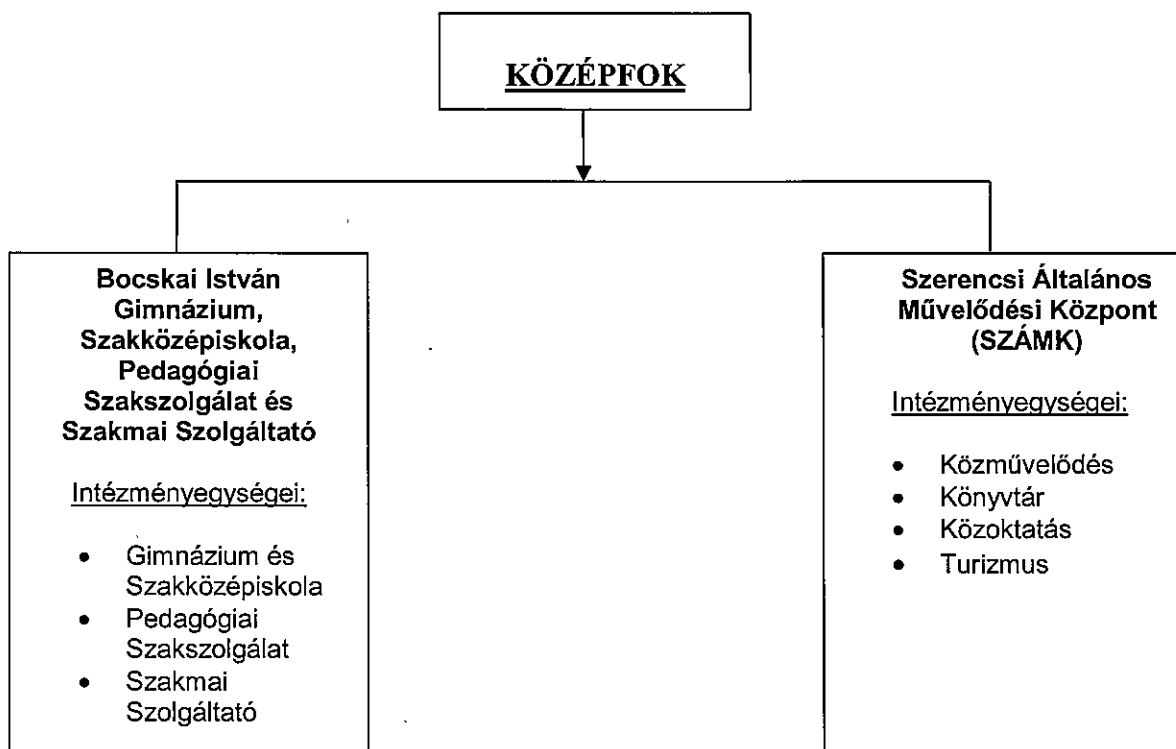 KÖZÉPFOK
Bocskai István
Gimnázium,
Szakközépiskola,
Pedagógiai
Szakszolgálat és
Szakmai Szolgáltató
Intézményegységei:
• Gimnázium és
Szakközépiskola
• Pedagógiai
Szakszolgálat
• Szakmai
Szolgáltató
Szerencsi Általános
Művelődési Központ
(SZÁMK)
Intézményegységei:
• Közművelődés
• Könyvtár
• Közoktatás
• Turizmus